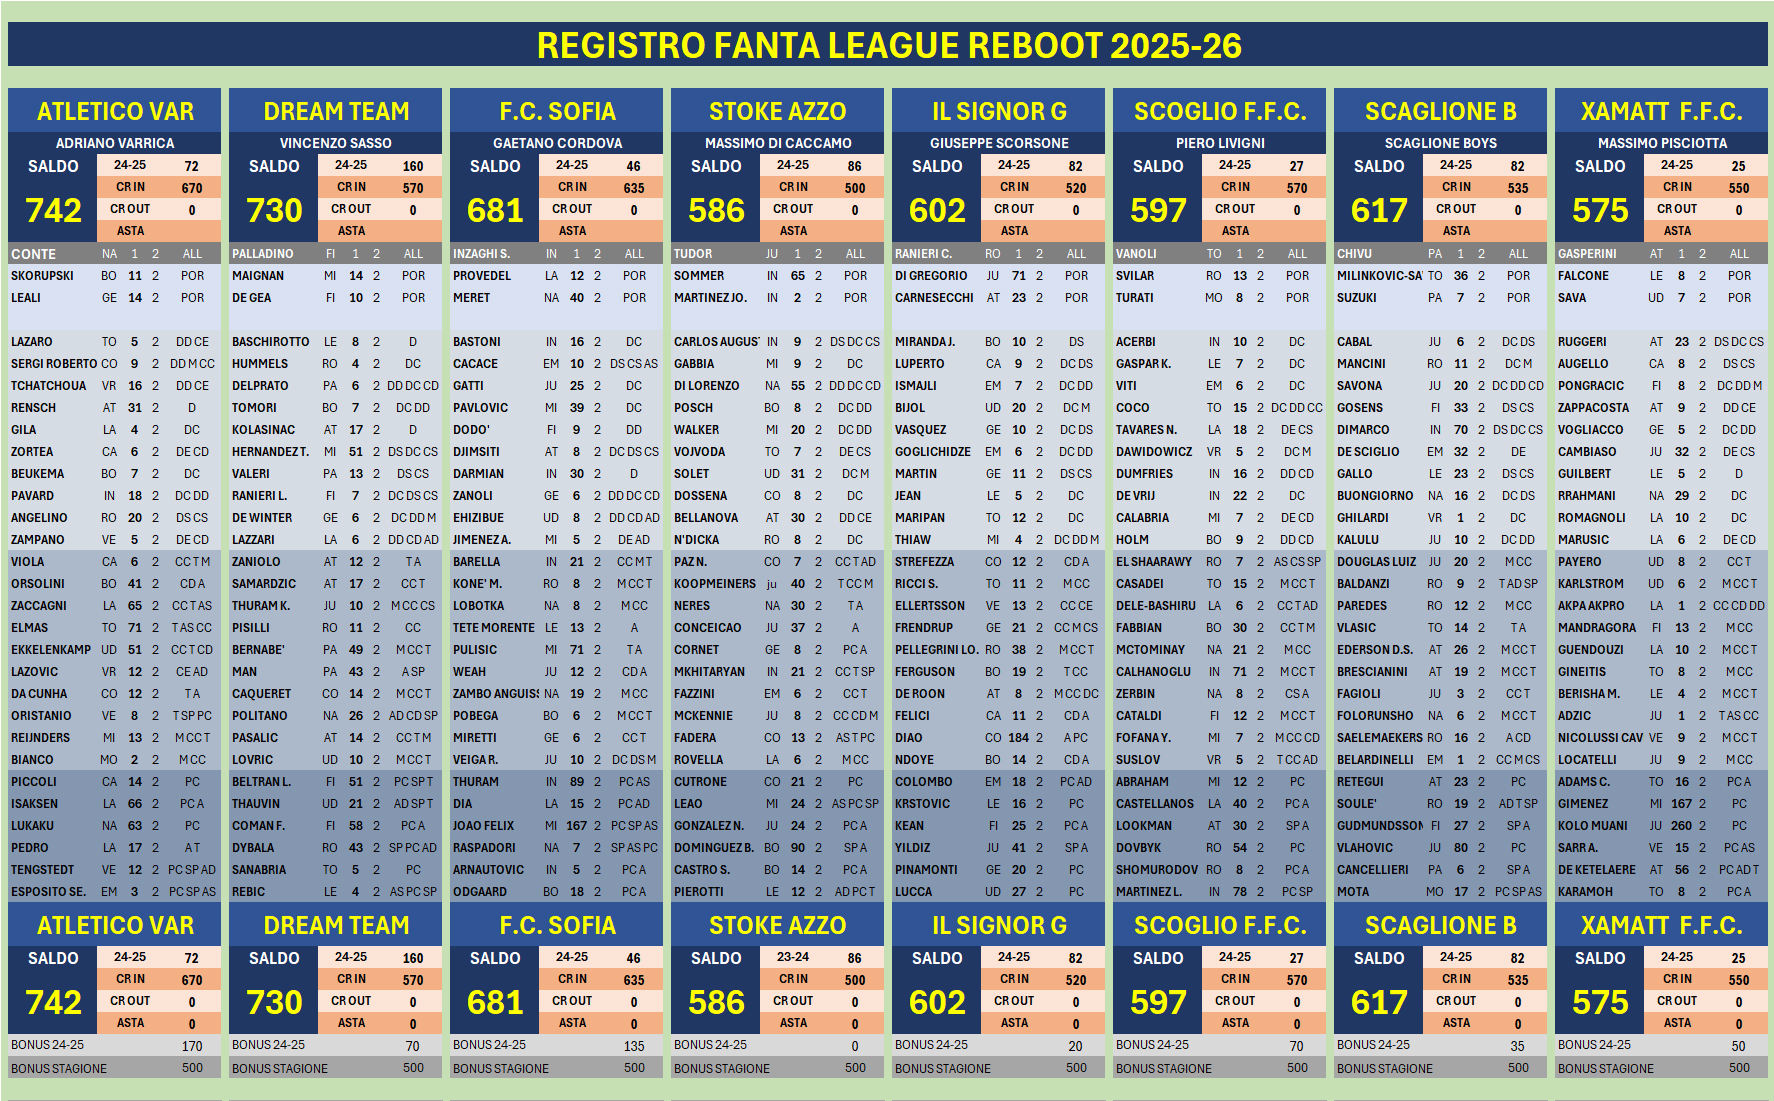 REGISTRO FANTA LEAGUE REBOOT 2025-26
ATLETICO VAR DREAM TEAM F.C. SOFIA STOKE AZZO IL SIGNOR G SCOGLIO F.F.C. SCAGLIONE B XAMATT F.F.C.
ADRIANO VARRICA VINCENZO SASSO GAETANO CORDOVA MASSIMO DI CACCAMO GIUSEPPE SCORSONE PIERO LIVIGNI SCAGLIONE BOYS MASSIMO PISCIOTTA
SALDO 24-25 72 SALDO 24-25 160 SALDO 24-25 46 SALDO 24-25 86 SALDO 24-25 82 SALDO 24-25 27 SALDO 24-25 82 SALDO 24-25 25
CR IN 670 CR IN 570 CR IN 635 CR IN 500 CR IN 520 CR IN 570 CR IN 535 CR IN 550
742 CR OUT 0 730 CR OUT 0 681 CR OUT 0 586 CR OUT 0 602 CR OUT 0 597 CR OUT 0 617 CR OUT 0 575 CR OUT 0
ASTA ASTA ASTA ASTA ASTA ASTA ASTA ASTA
CONTE NA 1 2 ALL PALLADINO FI 1 2 ALL INZAGHI S. IN 1 2 ALL TUDOR JU 1 2 ALL RANIERI C. RO 1 2 ALL VANOLI TO 1 2 ALL CHIVU PA 1 2 ALL GASPERINI AT 1 2 ALL
SKORUPSKI BO 11 2 POR MAIGNAN MI 14 2 POR PROVEDEL LA 12 2 POR SOMMER IN 65 2 POR DI GREGORIO JU 71 2 POR SVILAR RO 13 2 POR MILINKOVIC-SA TO 36 2 POR FALCONE LE 8 2 POR
LEALI GE 14 2 POR DE GEA FI 10 2 POR MERET NA 40 2 POR MARTINEZ JO. IN 2 2 POR CARNESECCHI AT 23 2 POR TURATI MO 8 2 POR SUZUKI PA 7 2 POR SAVA UD 7 2 POR
LAZARO TO 5 2 DD CE BASCHIROTTO LE 8 2 D BASTONI IN 16 2 DC CARLOS AUGUS IN 9 2 DS DC CS MIRANDA J. BO 10 2 DS ACERBI IN 10 2 DC CABAL JU 6 2 DC DS RUGGERI AT 23 2 DS DC CS
SERGI ROBERTO CO 9 2 DD M CC HUMMELS RO 4 2 DC CACACE EM 10 2 DS CS AS GABBIA MI 9 2 DC LUPERTO CA 9 2 DC DS GASPAR K. LE 7 2 DC MANCINI RO 11 2 DC M AUGELLO CA 8 2 DS CS
TCHATCHOUA VR 16 2 DD CE DELPRATO PA 6 2 DD DC CD GATTI JU 25 2 DC DI LORENZO NA 55 2 DD DC CD ISMAJLI EM 7 2 DC DD VITI EM 6 2 DC SAVONA JU 20 2 DC DD CD PONGRACIC FI 8 2 DC DD M
RENSCH AT 31 2 D TOMORI BO 7 2 DC DD PAVLOVIC MI 39 2 DC POSCH BO 8 2 DC DD BIJOL UD 20 2 DC M COCO TO 15 2 DC DD CC GOSENS FI 33 2 DS CS ZAPPACOSTA AT 9 2 DD CE
GILA LA 4 2 DC KOLASINAC AT 17 2 D DODO' FI 9 2 DD WALKER MI 20 2 DC DD VASQUEZ GE 10 2 DC DS TAVARES N. LA 18 2 DE CS DIMARCO IN 70 2 DS DC CS VOGLIACCO GE 5 2 DC DD
ZORTEA CA 6 2 DE CD HERNANDEZ T. MI 51 2 DS DC CS DJIMSITI AT 8 2 DC DS CS VOJVODA TO 7 2 DE CS GOGLICHIDZE EM 6 2 DC DD DAWIDOWICZ VR 5 2 DC M DE SCIGLIO EM 32 2 DE CAMBIASO JU 32 2 DE CS
BEUKEMA BO 7 2 DC VALERI PA 13 2 DS CS DARMIAN IN 30 2 D SOLET UD 31 2 DC M MARTIN GE 11 2 DS CS DUMFRIES IN 16 2 DD CD GALLO LE 23 2 DS CS GUILBERT LE 5 2 D
PAVARD IN 18 2 DC DD RANIERI L. FI 7 2 DC DS CS ZANOLI GE 6 2 DD DC CD DOSSENA CO 8 2 DC JEAN LE 5 2 DC DE VRIJ IN 22 2 DC BUONGIORNO NA 16 2 DC DS RRAHMANI NA 29 2 DC
ANGELINO RO 20 2 DS CS DE WINTER GE 6 2 DC DD M EHIZIBUE UD 8 2 DD CD AD BELLANOVA AT 30 2 DD CE MARIPAN TO 12 2 DC CALABRIA MI 7 2 DE CD GHILARDI VR 1 2 DC ROMAGNOLI LA 10 2 DC
ZAMPANO VE 5 2 DE CD LAZZARI LA 6 2 DD CD AD JIMENEZ A. MI 5 2 DE AD N'DICKA RO 8 2 DC THIAW MI 4 2 DC DD M HOLM BO 9 2 DD CD KALULU JU 10 2 DC DD MARUSIC LA 6 2 DE CD
VIOLA CA 6 2 CC T M ZANIOLO AT 12 2 T A BARELLA IN 21 2 CC M T PAZ N. CO 7 2 CC T AD STREFEZZA CO 12 2 CD A EL SHAARAWY RO 7 2 AS CS SP DOUGLAS LUIZ JU 20 2 M CC PAYERO UD 8 2 CC T
ORSOLINI BO 41 2 CD A SAMARDZIC AT 17 2 CC T KONE' M. RO 8 2 M CC T KOOPMEINERS ju 40 2 T CC M RICCI S. TO 11 2 M CC CASADEI TO 15 2 M CC T BALDANZI RO 9 2 T AD SP KARLSTROM UD 6 2 M CC T
ZACCAGNI LA 65 2 CC T AS THURAM K. JU 10 2 M CC CS LOBOTKA NA 8 2 M CC NERES NA 30 2 T A ELLERTSSON VE 13 2 CC CE DELE-BASHIRU LA 6 2 CC T AD PAREDES RO 12 2 M CC AKPA AKPRO LA 1 2 CC CD DD
ELMAS TO 71 2 T AS CC PISILLI RO 11 2 CC TETE MORENTE LE 13 2 A CONCEICAO JU 37 2 A FRENDRUP GE 21 2 CC M CS FABBIAN BO 30 2 CC T M VLASIC TO 14 2 T A MANDRAGORA FI 13 2 M CC
EKKELENKAMP UD 51 2 CC T CD BERNABE' PA 49 2 M CC T PULISIC MI 71 2 T A CORNET GE 8 2 PC A PELLEGRINI LO. RO 38 2 M CC T MCTOMINAY NA 21 2 M CC EDERSON D.S. AT 26 2 M CC T GUENDOUZI LA 10 2 M CC T
LAZOVIC VR 12 2 CE AD MAN PA 43 2 A SP WEAH JU 12 2 CD A MKHITARYAN IN 21 2 CC T SP FERGUSON BO 19 2 T CC CALHANOGLU IN 71 2 M CC T BRESCIANINI AT 19 2 M CC T GINEITIS TO 8 2 M CC
DA CUNHA CO 12 2 T A CAQUERET CO 14 2 M CC T ZAMBO ANGUIS NA 19 2 M CC FAZZINI EM 6 2 CC T DE ROON AT 8 2 M CC DC ZERBIN NA 8 2 CS A FAGIOLI JU 3 2 CC T BERISHA M. LE 4 2 M CC T
ORISTANIO VE 8 2 T SP PC POLITANO NA 26 2 AD CD SP POBEGA BO 6 2 M CC T MCKENNIE JU 8 2 CC CD M FELICI CA 11 2 CD A CATALDI FI 12 2 M CC T FOLORUNSHO NA 6 2 M CC T ADZIC JU 1 2 T AS CC
REIJNDERS MI 13 2 M CC T PASALIC AT 14 2 CC T M MIRETTI GE 6 2 CC T FADERA CO 13 2 AS T PC DIAO CO 184 2 A PC FOFANA Y. MI 7 2 M CC CD SAELEMAEKERS RO 16 2 A CD NICOLUSSI CAV VE 9 2 M CC T
BIANCO MO 2 2 M CC LOVRIC UD 10 2 M CC T VEIGA R. JU 10 2 DC DS M ROVELLA LA 6 2 M CC NDOYE BO 14 2 CD A SUSLOV VR 5 2 T CC AD BELARDINELLI EM 1 2 CC M CS LOCATELLI JU 9 2 M CC
PICCOLI CA 14 2 PC BELTRAN L. FI 51 2 PC SP T THURAM IN 89 2 PC AS CUTRONE CO 21 2 PC COLOMBO EM 18 2 PC AD ABRAHAM MI 12 2 PC RETEGUI AT 23 2 PC ADAMS C. TO 16 2 PC A
ISAKSEN LA 66 2 PC A THAUVIN UD 21 2 AD SP T DIA LA 15 2 PC AD LEAO MI 24 2 AS PC SP KRSTOVIC LE 16 2 PC CASTELLANOS LA 40 2 PC A SOULE' RO 19 2 AD T SP GIMENEZ MI 167 2 PC
LUKAKU NA 63 2 PC COMAN F. FI 58 2 PC A JOAO FELIX MI 167 2 PC SP AS GONZALEZ N. JU 24 2 PC A KEAN FI 25 2 PC A LOOKMAN AT 30 2 SP A GUDMUNDSSON FI 27 2 SP A KOLO MUANI JU 260 2 PC
PEDRO LA 17 2 A T DYBALA RO 43 2 SP PC AD RASPADORI NA 7 2 SP AS PC DOMINGUEZ B. BO 90 2 SP A YILDIZ JU 41 2 SP A DOVBYK RO 54 2 PC VLAHOVIC JU 80 2 PC SARR A. VE 15 2 PC AS
TENGSTEDT VE 12 2 PC SP AD SANABRIA TO 5 2 PC ARNAUTOVIC IN 5 2 PC A CASTRO S. BO 14 2 PC A PINAMONTI GE 20 2 PC SHOMURODOV RO 8 2 PC A CANCELLIERI PA 6 2 SP A DE KETELAERE AT 56 2 PC AD T
ESPOSITO SE. EM 3 2 PC SP AS REBIC LE 4 2 AS PC SP ODGAARD BO 18 2 PC A PIEROTTI LE 12 2 AD PC T LUCCA UD 27 2 PC MARTINEZ L. IN 78 2 PC SP MOTA MO 17 2 PC SP AS KARAMOH TO 8 2 PC A
ATLETICO VAR DREAM TEAM F.C. SOFIA STOKE AZZO IL SIGNOR G SCOGLIO F.F.C. SCAGLIONE B XAMATT F.F.C.
SALDO 24-25 72 SALDO 24-25 160 SALDO 24-25 46 SALDO 23-24 86 SALDO 24-25 82 SALDO 24-25 27 SALDO 24-25 82 SALDO 24-25 25
CR IN 670 CR IN 570 CR IN 635 CR IN 500 CR IN 520 CR IN 570 CR IN 535 CR IN 550
742 CR OUT 0 730 CR OUT 0 681 CR OUT 0 586 CR OUT 0 602 CR OUT 0 597 CR OUT 0 617 CR OUT 0 575 CR OUT 0
ASTA 0 ASTA 0 ASTA 0 ASTA 0 ASTA 0 ASTA 0 ASTA 0 ASTA 0
BONUS 24-25 170 BONUS 24-25 70 BONUS 24-25 135 BONUS 24-25 0 BONUS 24-25 20 BONUS 24-25 70 BONUS 24-25 35 BONUS 24-25 50
BONUS STAGIONE 500 BONUS STAGIONE 500 BONUS STAGIONE 500 BONUS STAGIONE 500 BONUS STAGIONE 500 BONUS STAGIONE 500 BONUS STAGIONE 500 BONUS STAGIONE 500